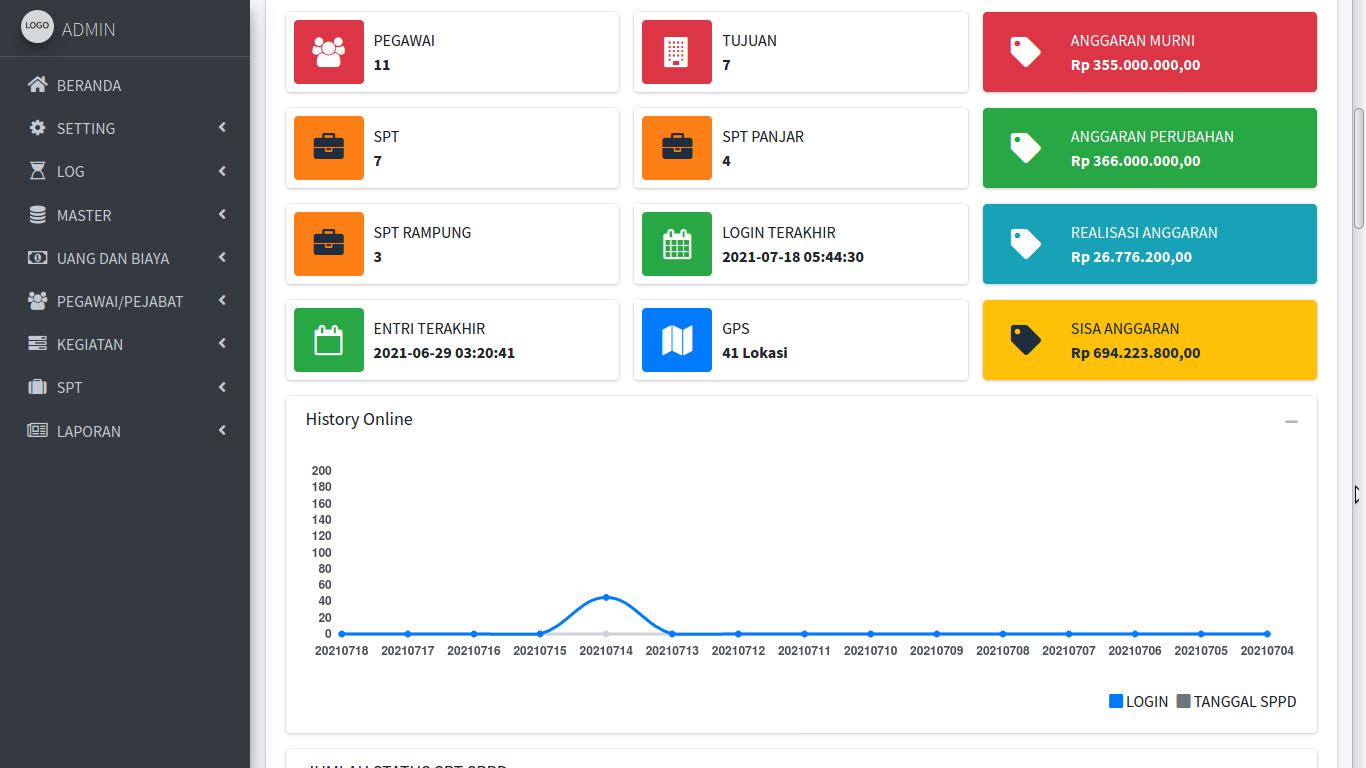 LOGO
ADMIN
BERANDA
SETTING
LOG
MASTER
UANG DAN BIAYA
PEGAWAI/PEJABAT
KEGIATAN
SPT
LAPORAN
PEGAWAI
11
TUJUAN
7
ANGGARAN MURNI
Rp 355.000.000,00
SPT
7
SPT PANJAR
4
ANGGARAN PERUBAHAN
Rp 366.000.000,00
SPT RAMPUNG
3
LOGIN TERAKHIR
2021-07-18 05:44:30
REALISASI ANGGARAN
Rp 26.776.200,00
ENTRI TERAKHIR
2021-06-29 03:20:41
GPS
41 Lokasi
SISA ANGGARAN
Rp 694.223.800,00
History Online
200
180
160
140
120
100
80
60
40
20
0
20210718 20210717 20210716 20210715 20210714 20210713 20210712 20210711 20210710 20210709 20210708 20210707 20210706 20210705 20210704
LOGIN TANGGAL SPPD
JUMLAH STATUS SPT SPPD